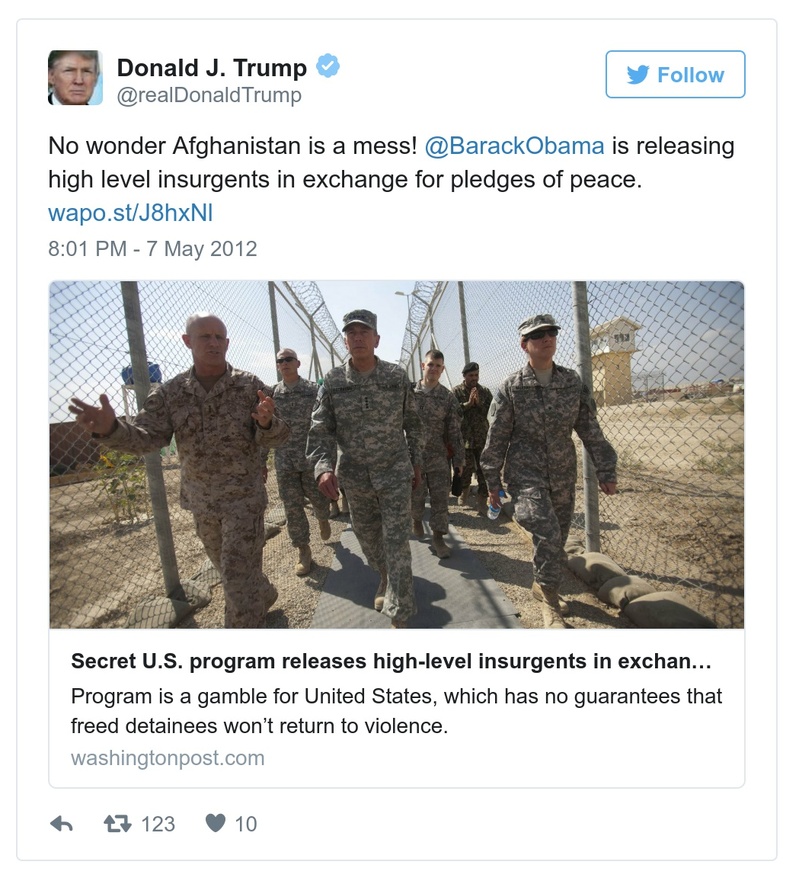 Donald J. Trump
@realDonaldTrump
Follow
No wonder Afghanistan is a mess! @BarackObama is releasing
high level insurgents in exchange for pledges of peace.
wapo.st/J8hxNl
8:01 PM - 7 May 2012
Secret U.S. program releases high-level insurgents in exchan…
Program is a gamble for United States, which has no guarantees that
freed detainees won’t return to violence.
washingtonpost.com
123
10